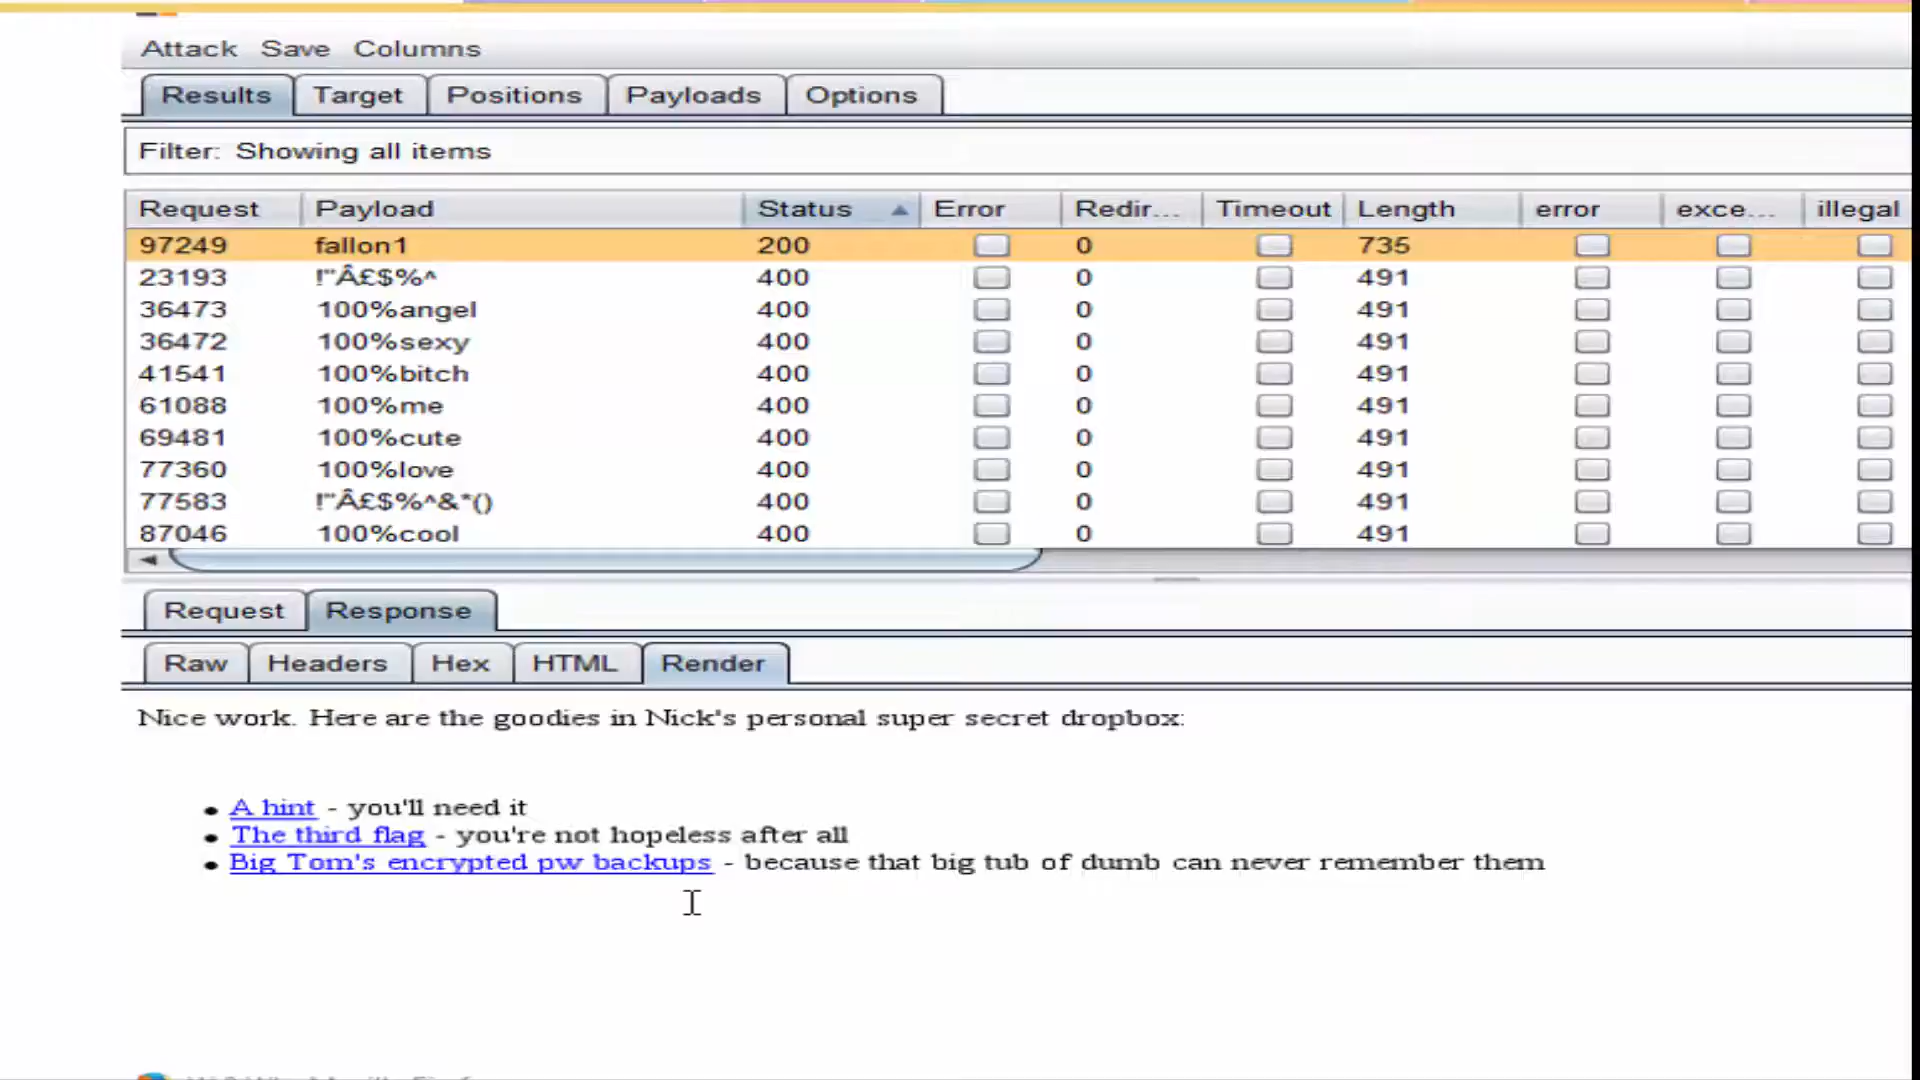 Attack Save Columns
Results Target Positions Payloads Options
Filter: Showing all items
Request Payload Status Error Redir... Timeout Length error exce... illegal
97249 fallon1 200 0 735
23193 !"Â£$%^ 400 0 491
36473 100%angel 400 0 491
36472 100%sexy 400 0 491
41541 100%bitch 400 0 491
61088 100%me 400 0 491
69481 100%cute 400 0 491
77360 100%love 400 0 491
77583 !"Â£$%^&*() 400 0 491
87046 100%cool 400 0 491
Request Response
Raw Headers Hex HTML Render
Nice work. Here are the goodies in Nick's personal super secret dropbox:
A hint - you'll need it
The third flag - you're not hopeless after all
Big Tom's encrypted pw backups - because that big tub of dumb can never remember them